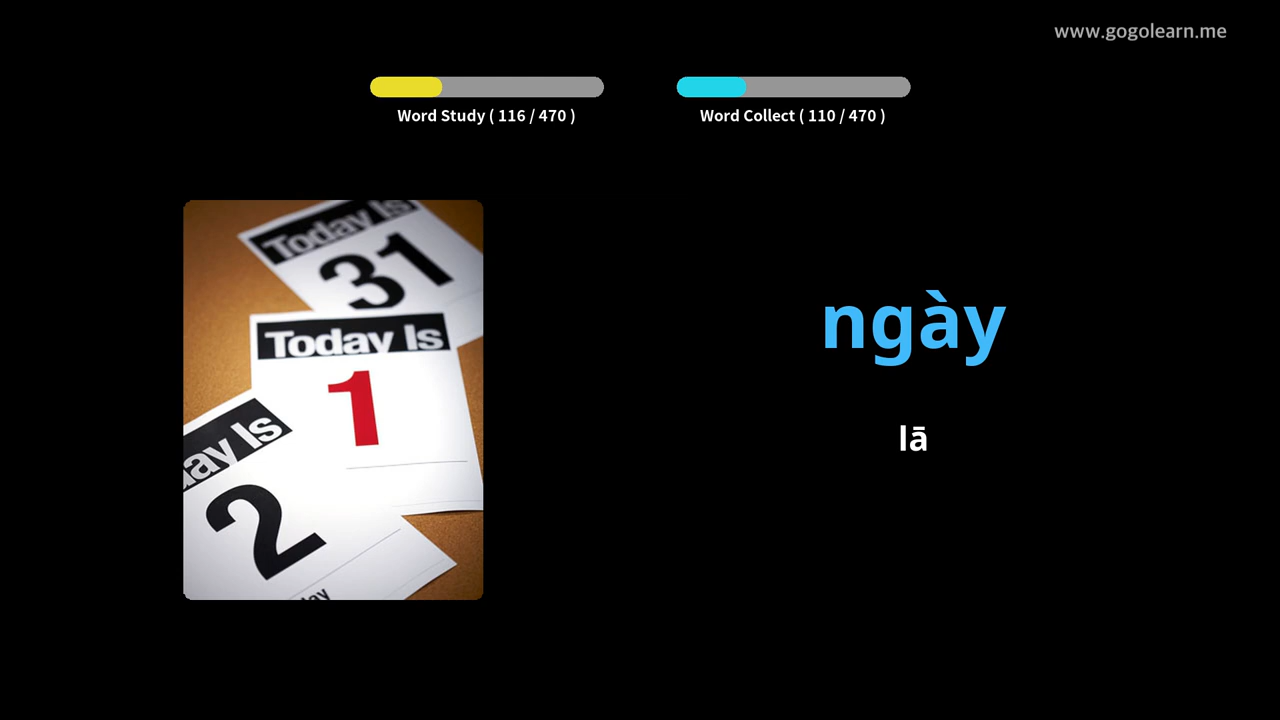 www.gogolearn.me
Word Study ( 116 / 470 )
Word Collect ( 110 / 470 )
Today Is
31
Today Is
1
ay Is
2
day
ngày
lā